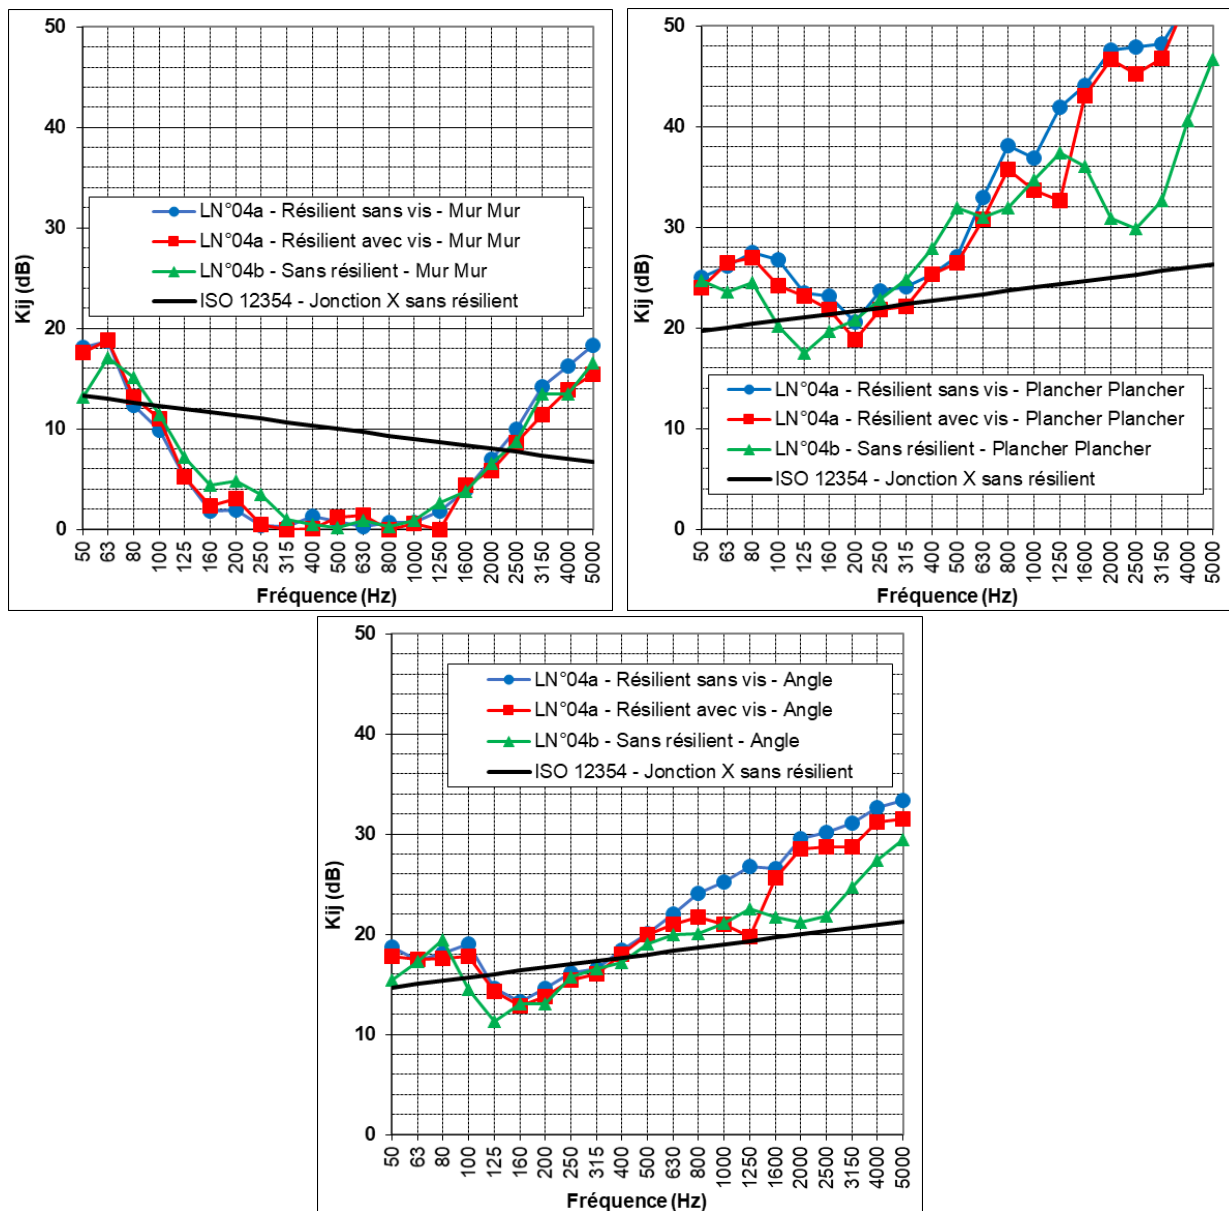 50
40
30
20
10
0
Kij (dB)
LN°04a - Résilient sans vis - Mur Mur
LN°04a - Résilient avec vis - Mur Mur
LN°04b - Sans résilient - Mur Mur
ISO 12354 - Jonction X sans résilient
50 63 80 100 125 160 200 250 315 400 500 630 800 1000 1250 1600 2000 2500 3150 4000 5000
Fréquence (Hz)
50
40
30
20
10
0
Kij (dB)
LN°04a - Résilient sans vis - Plancher Plancher
LN°04a - Résilient avec vis - Plancher Plancher
LN°04b - Sans résilient - Plancher Plancher
ISO 12354 - Jonction X sans résilient
50 63 80 100 125 160 200 250 315 400 500 630 800 1000 1250 1600 2000 2500 3150 4000 5000
Fréquence (Hz)
50
40
30
20
10
0
Kij (dB)
LN°04a - Résilient sans vis - Angle
LN°04a - Résilient avec vis - Angle
LN°04b - Sans résilient - Angle
ISO 12354 - Jonction X sans résilient
50 63 80 100 125 160 200 250 315 400 500 630 800 1000 1250 1600 2000 2500 3150 4000 5000
Fréquence (Hz)